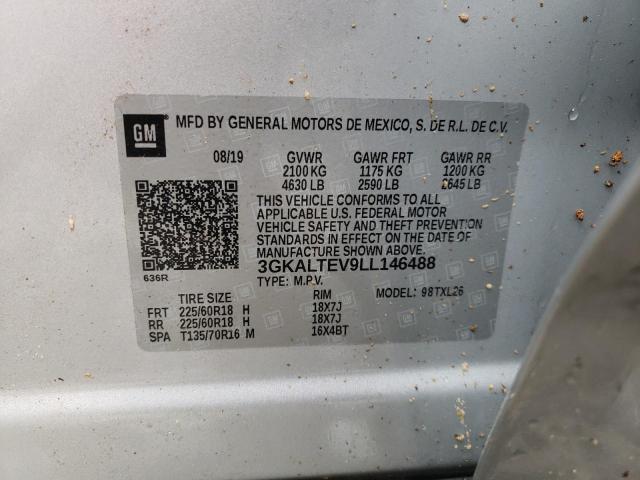 GM MFD BY GENERAL MOTORS DE MEXICO, S. DE R.L. DE C.V.
08/19 GVWR GAWR FRT GAWR RR
2100 KG 1175 KG 1200 KG
4630 LB 2590 LB 2645 LB
THIS VEHICLE CONFORMS TO ALL
APPLICABLE U.S. FEDERAL MOTOR
VEHICLE SAFETY AND THEFT PREVENTION
STANDARDS IN EFFECT ON THE DATE OF
MANUFACTURE SHOWN ABOVE.
3GKALTEV9LL146488
636R TYPE: M.P.V. MODEL: 98TXL26
TIRE SIZE RIM
FRT 225/60R18 H 18X7J
RR 225/60R18 H 18X7J
SPA T135/70R16 M 16X4BT